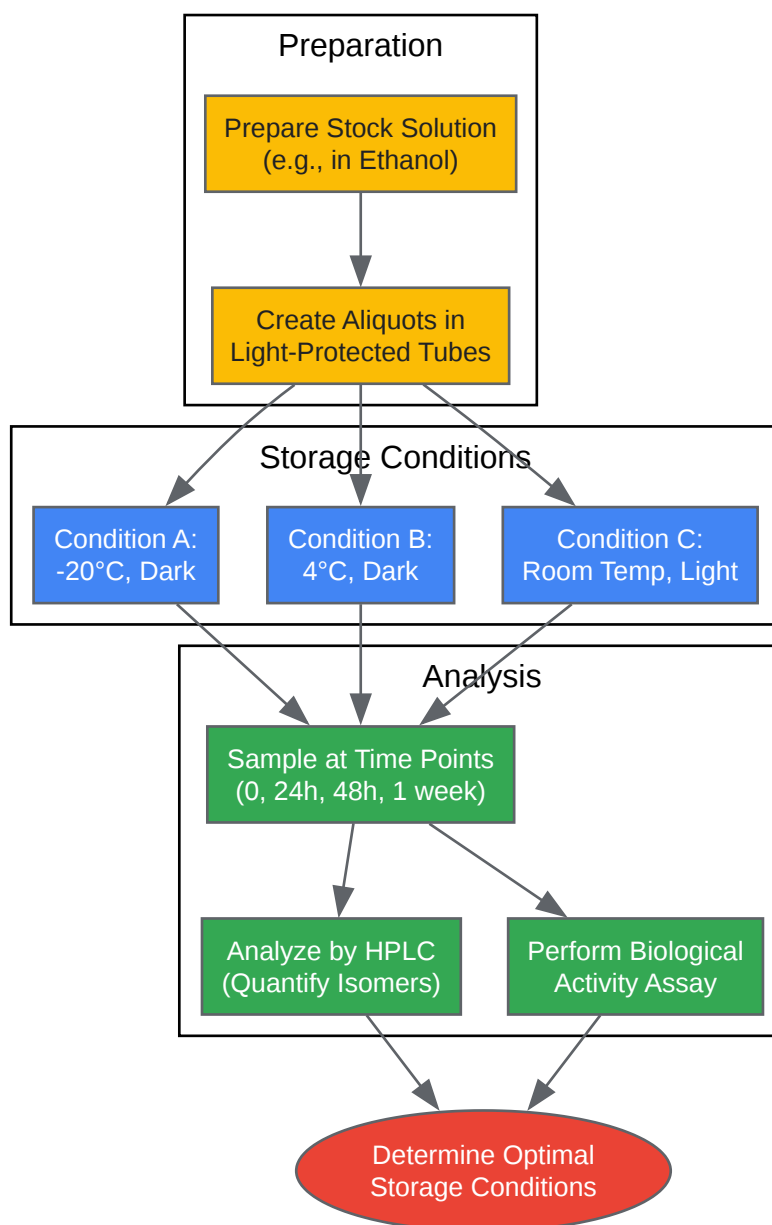 Preparation
Prepare Stock Solution
(e.g., in Ethanol)
Create Aliquots in
Light-Protected Tubes
Storage Conditions
Condition A:
-20°C, Dark
Condition B:
4°C, Dark
Condition C:
Room Temp, Light
Analysis
Sample at Time Points
(0, 24h, 48h, 1 week)
Analyze by HPLC
(Quantify Isomers)
Perform Biological
Activity Assay
Determine Optimal
Storage Conditions